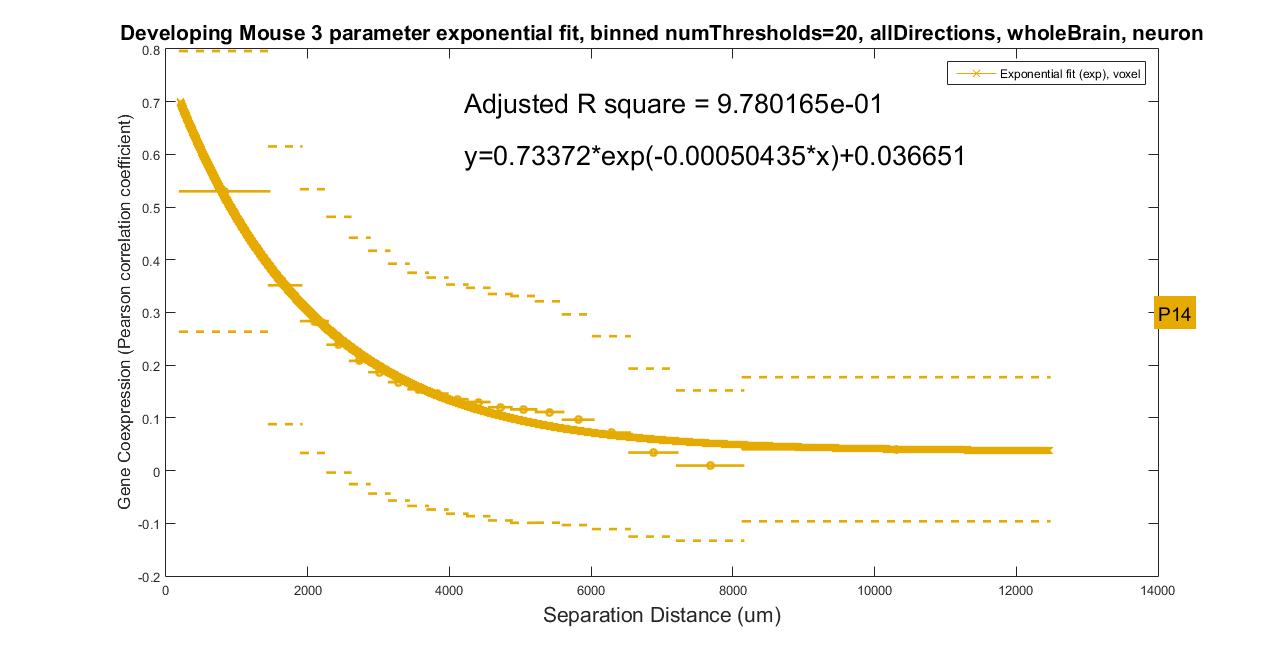 Developing Mouse 3 parameter exponential fit, binned numThresholds=20, allDirections, wholeBrain, neuron
Exponential fit (exp), voxel
Adjusted R square = 9.780165e-01
y=0.73372*exp(-0.00050435*x)+0.036651
Gene Coexpression (Pearson correlation coefficient)
0.8
0.7
0.6
0.5
0.4
0.3
0.2
0.1
0
-0.1
-0.2
P14
0 2000 4000 6000 8000 10000 12000 14000
Separation Distance (um)